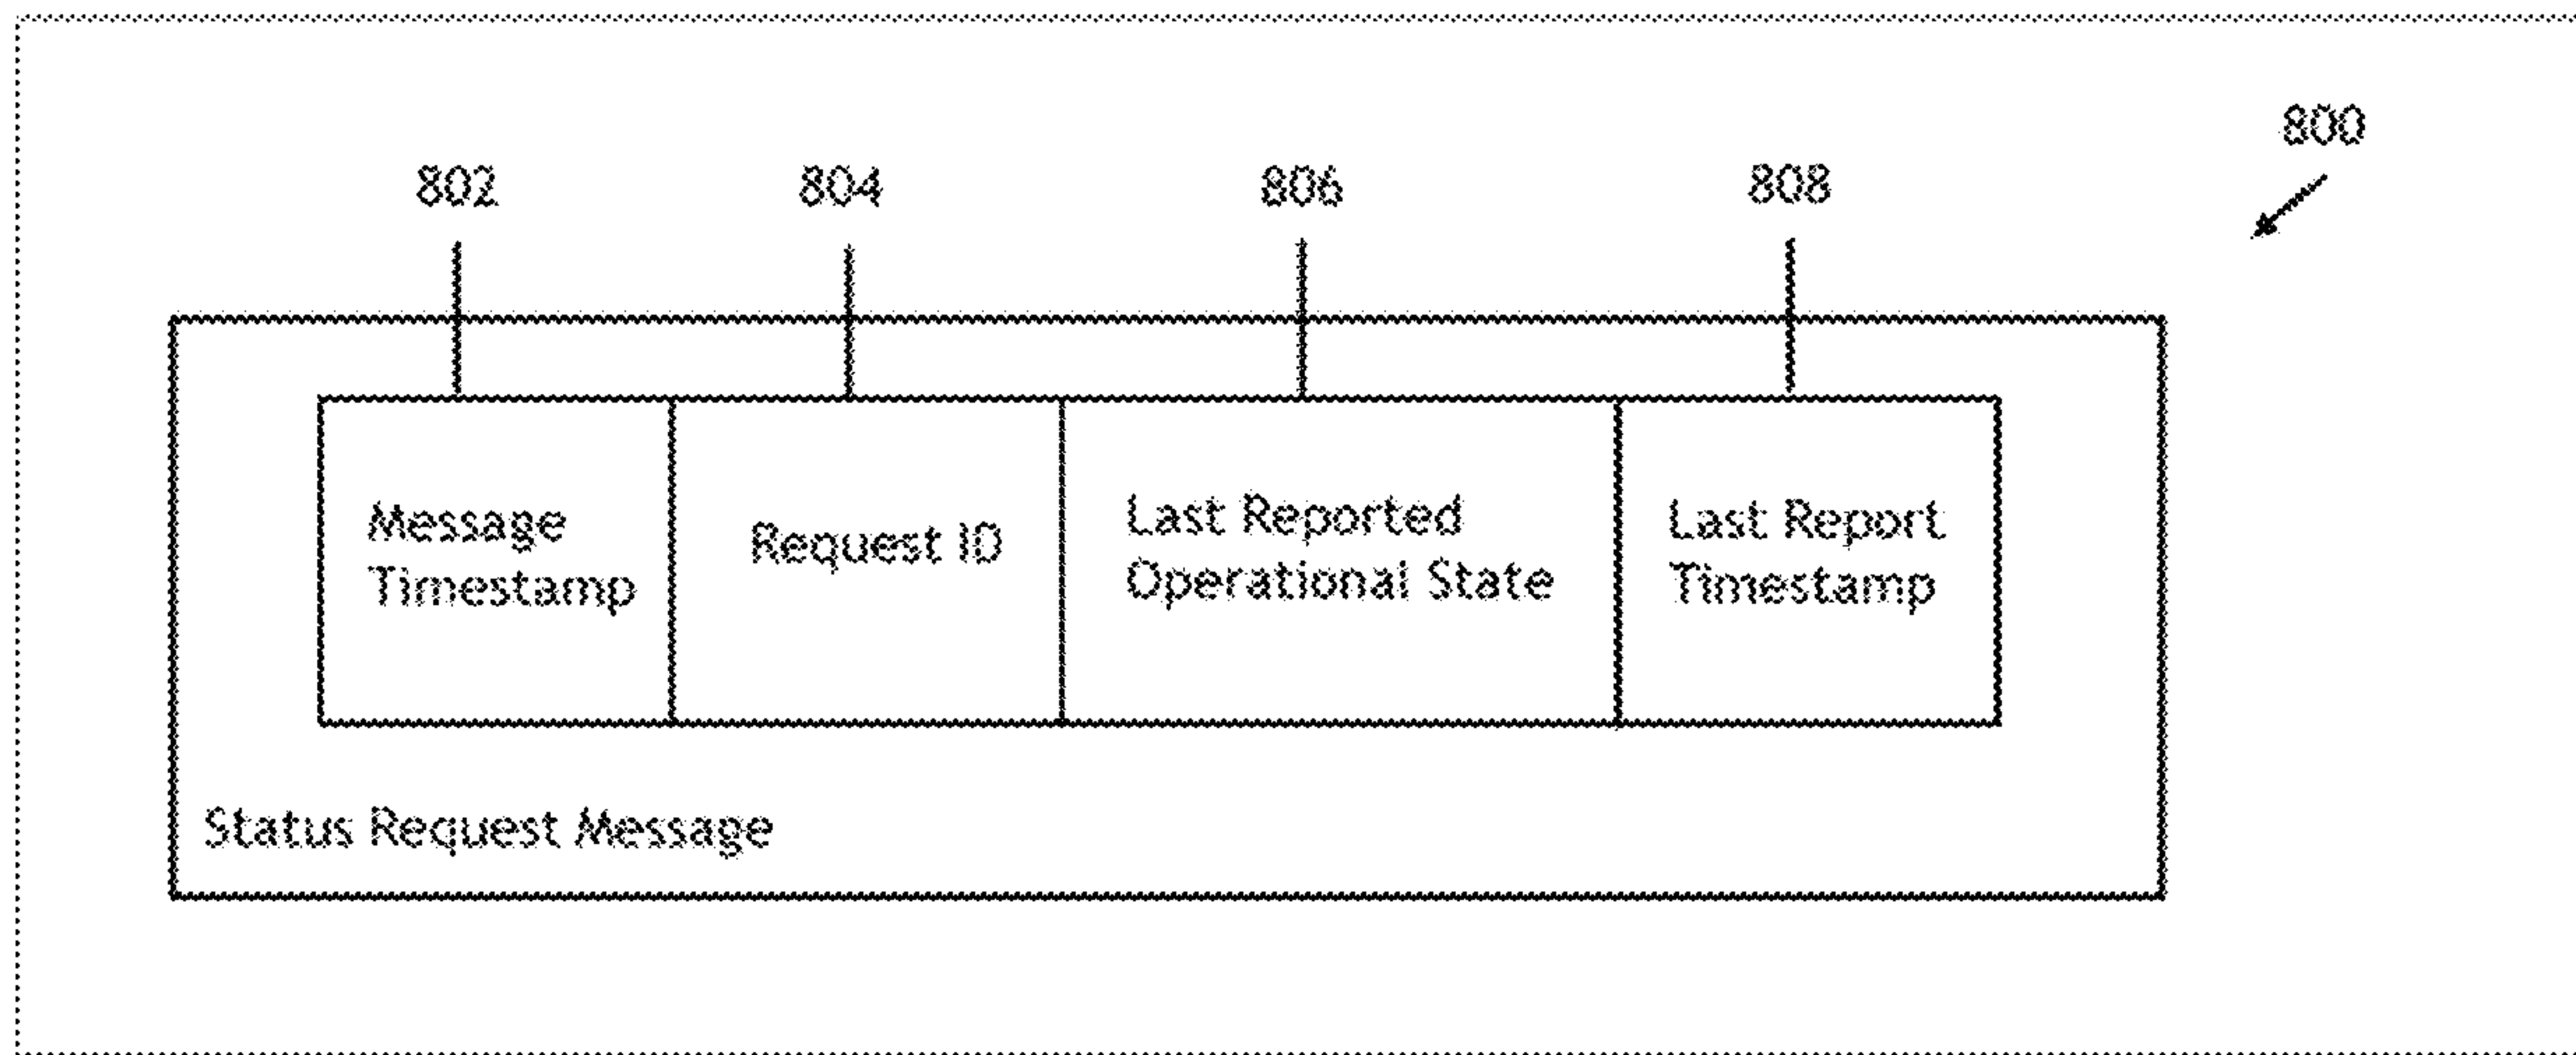 800
802
804
806
808
Message
Timestamp
Request ID
Last Reported
Operational State
Last Report
Timestamp
Status Request Message